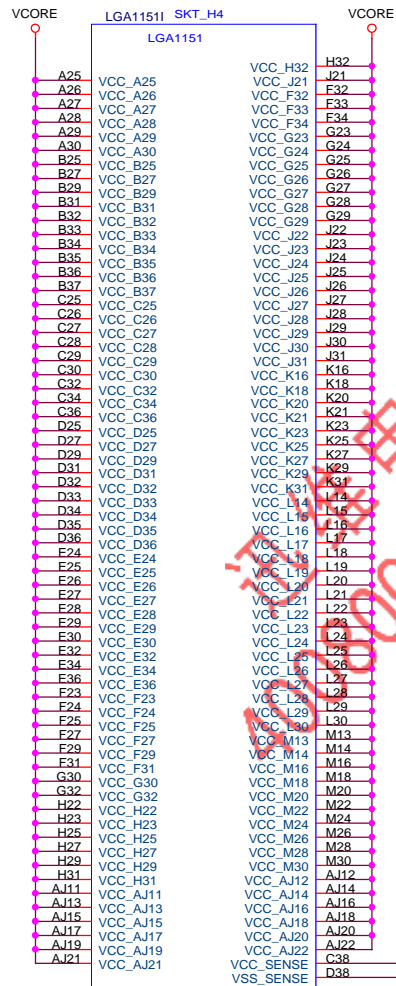 VCORE
LGA1151I SKT_H4
VCORE
LGA1151
A25 VCC_A25
A26 VCC_A26
A27 VCC_A27
A28 VCC_A28
A29 VCC_A29
A30 VCC_A30
B25 VCC_B25
B27 VCC_B27
B29 VCC_B29
B31 VCC_B31
B32 VCC_B32
B33 VCC_B33
B34 VCC_B34
B35 VCC_B35
B36 VCC_B36
B37 VCC_B37
C25 VCC_C25
C26 VCC_C26
C27 VCC_C27
C28 VCC_C28
C29 VCC_C29
C30 VCC_C30
C32 VCC_C32
C34 VCC_C34
C36 VCC_C36
D25 VCC_D25
D27 VCC_D27
D29 VCC_D29
D31 VCC_D31
D32 VCC_D32
D33 VCC_D33
D34 VCC_D34
D35 VCC_D35
D36 VCC_D36
E24 VCC_E24
E25 VCC_E25
E26 VCC_E26
E27 VCC_E27
E28 VCC_E28
E29 VCC_E29
E30 VCC_E30
E32 VCC_E32
E34 VCC_E34
E36 VCC_E36
F23 VCC_F23
F24 VCC_F24
F25 VCC_F25
F27 VCC_F27
F29 VCC_F29
F31 VCC_F31
G30 VCC_G30
G32 VCC_G32
H22 VCC_H22
H23 VCC_H23
H25 VCC_H25
H27 VCC_H27
H29 VCC_H29
H31 VCC_H31
AJ11 VCC_AJ11
AJ13 VCC_AJ13
AJ15 VCC_AJ15
AJ17 VCC_AJ17
AJ19 VCC_AJ19
AJ21 VCC_AJ21
VCC_H32 H32
VCC_J21 J21
VCC_F32 F32
VCC_F33 F33
VCC_F34 F34
VCC_G23 G23
VCC_G24 G24
VCC_G25 G25
VCC_G26 G26
VCC_G27 G27
VCC_G28 G28
VCC_G29 G29
VCC_J22 J22
VCC_J23 J23
VCC_J24 J24
VCC_J25 J25
VCC_J26 J26
VCC_J27 J27
VCC_J28 J28
VCC_J29 J29
VCC_J30 J30
VCC_J31 J31
VCC_K16 K16
VCC_K18 K18
VCC_K20 K20
VCC_K21 K21
VCC_K23 K23
VCC_K25 K25
VCC_K27 K27
VCC_K29 K29
VCC_K31 K31
VCC_L14 L14
VCC_L15 L15
VCC_L16 L16
VCC_L17 L17
VCC_L18 L18
VCC_L19 L19
VCC_L20 L20
VCC_L21 L21
VCC_L22 L22
VCC_L23 L23
VCC_L24 L24
VCC_L25 L25
VCC_L26 L26
VCC_L27 L27
VCC_L28 L28
VCC_L29 L29
VCC_L30 L30
VCC_M13 M13
VCC_M14 M14
VCC_M16 M16
VCC_M18 M18
VCC_M20 M20
VCC_M22 M22
VCC_M24 M24
VCC_M26 M26
VCC_M28 M28
VCC_M30 M30
VCC_AJ12 AJ12
VCC_AJ14 AJ14
VCC_AJ16 AJ16
VCC_AJ18 AJ18
VCC_AJ20 AJ20
VCC_AJ22 AJ22
VCC_SENSE C38
VSS_SENSE D38
迅维电
400800